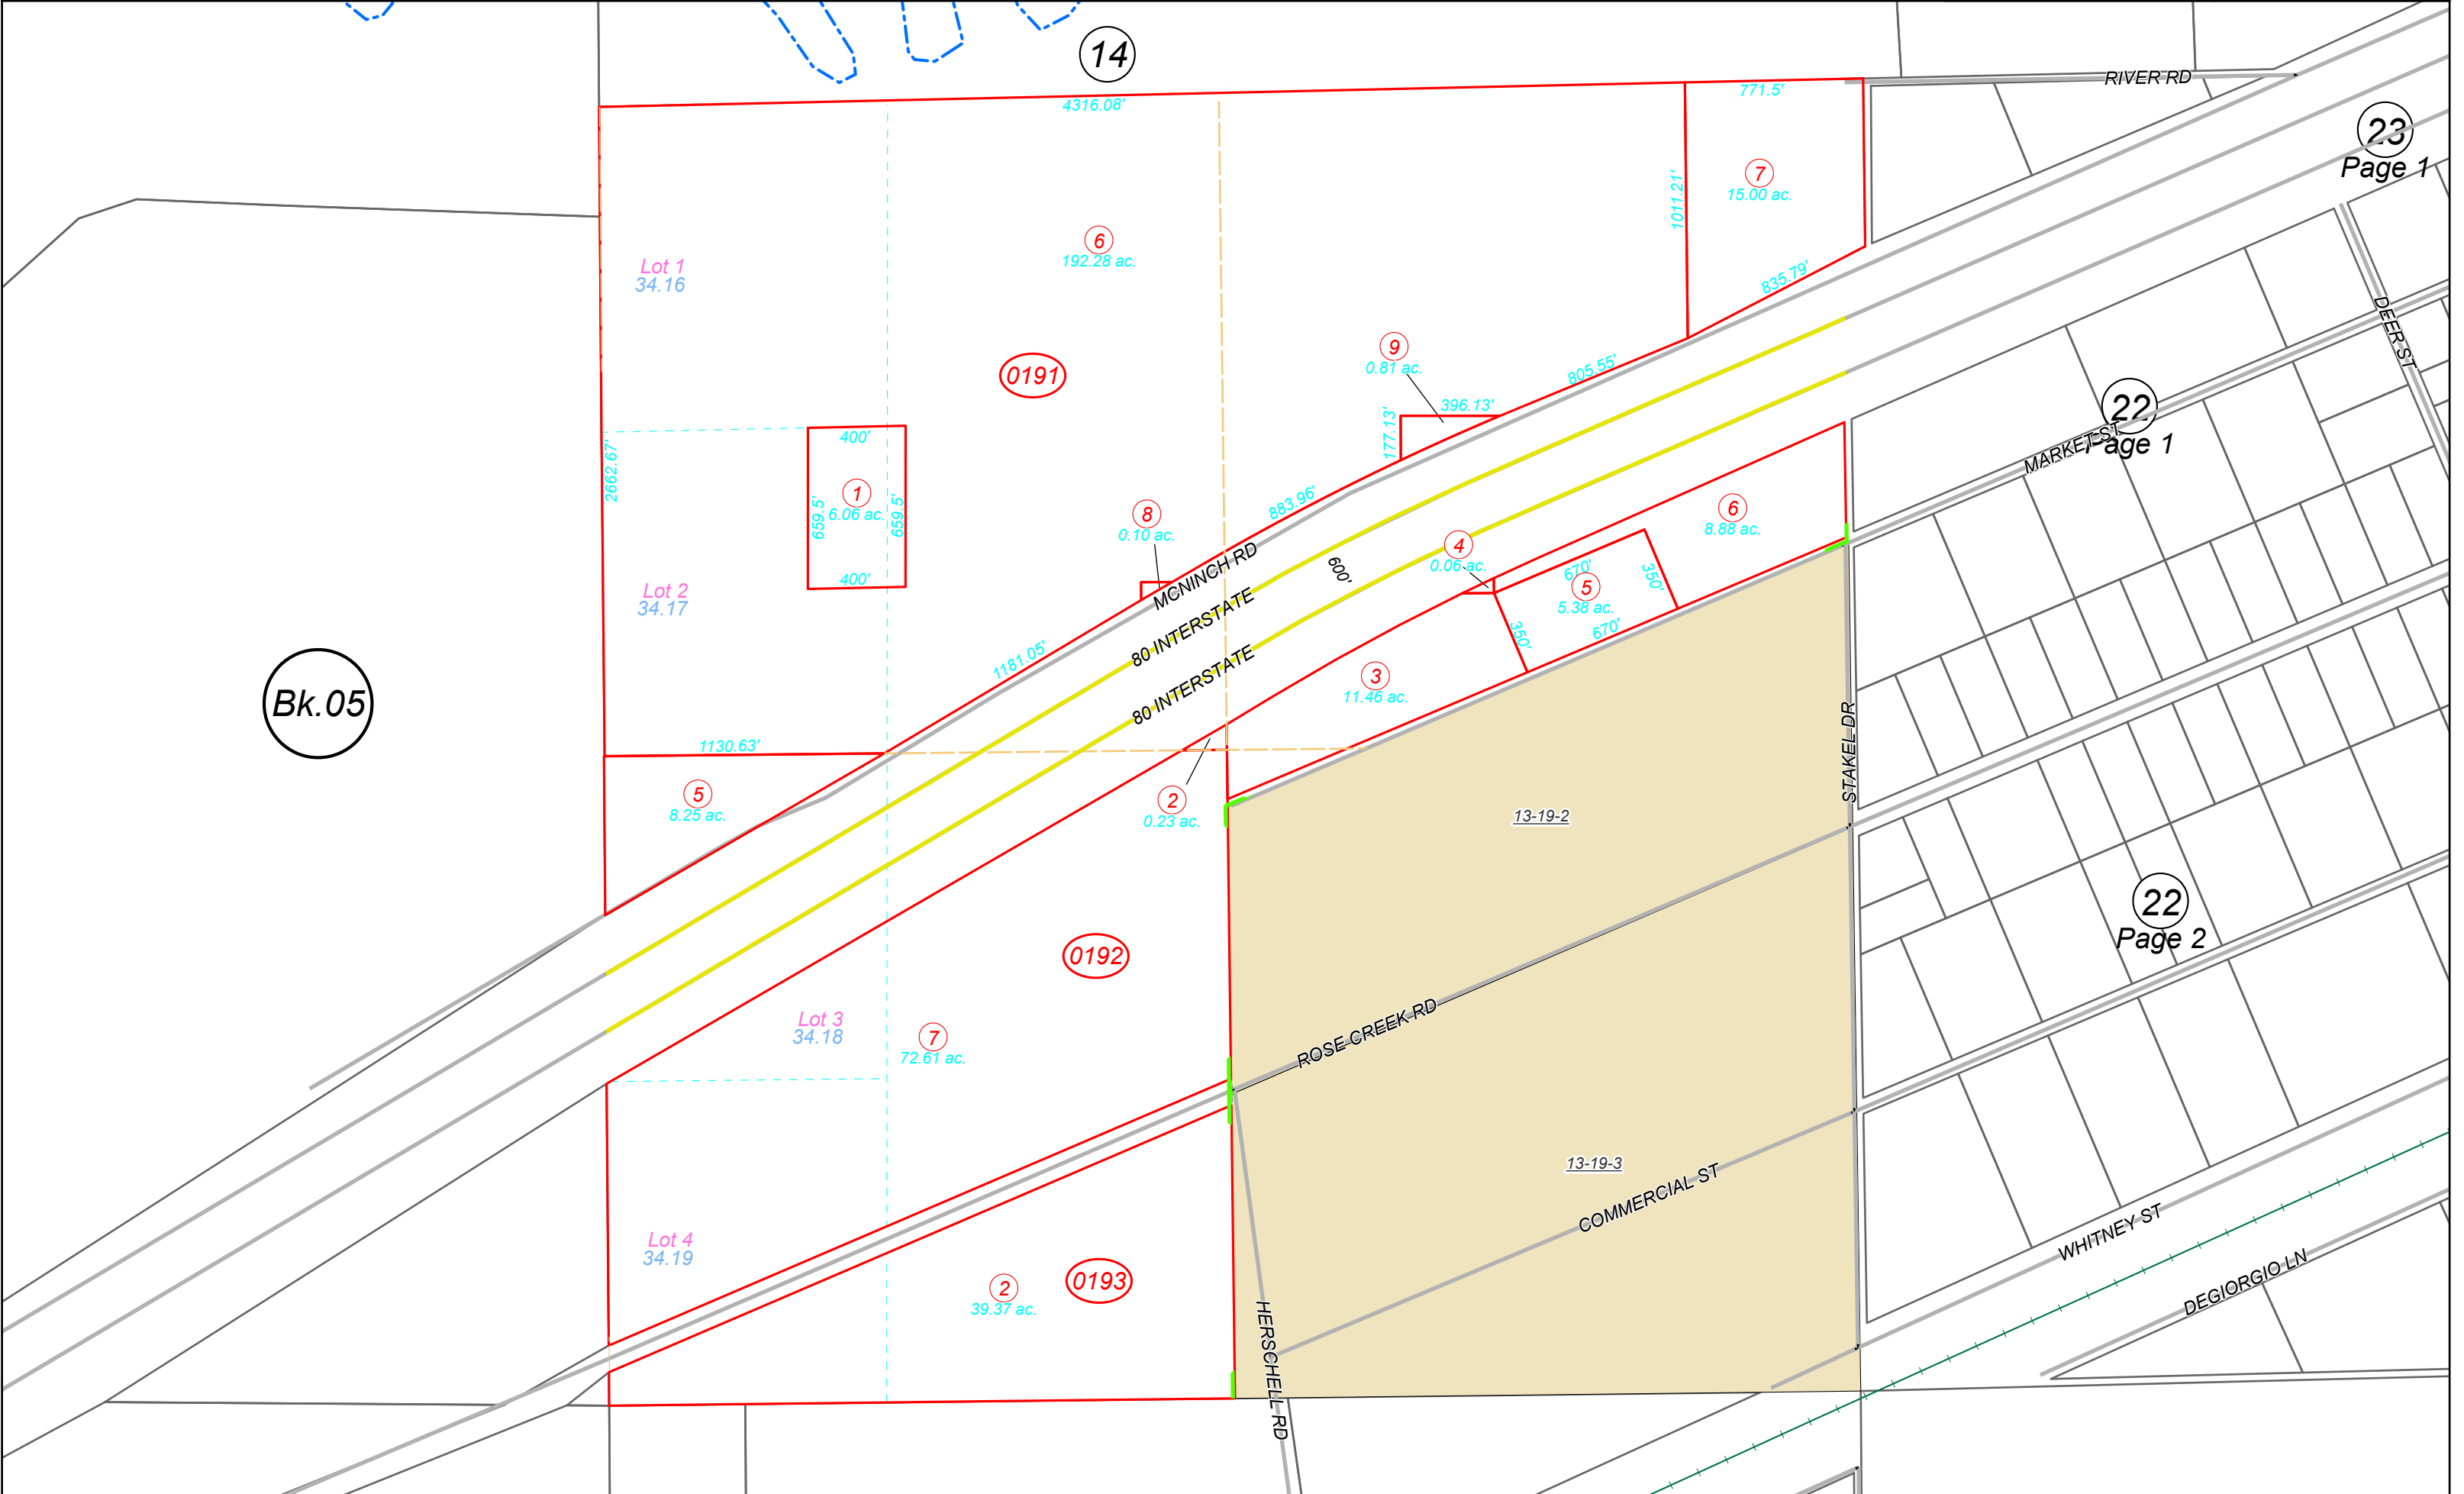 14
RIVER RD
4316.08'
771.5'
23
Page 1
7
15.00 ac.
1011.21'
6
192.28 ac.
Lot 1
34.16
835.79'
DEER ST
9
0.81 ac.
0191
805.55'
396.13'
177.13'
22
Page 1
MARKET ST
400'
2662.67'
1
6.06 ac.
659.5'
659.5'
400'
883.96'
8
0.10 ac.
6
8.88 ac.
4
0.06 ac.
MCNINCH RD
600'
670'
350'
5
5.38 ac.
Lot 2
34.17
80 INTERSTATE
670'
350'
1181.05'
80 INTERSTATE
3
11.46 ac.
Bk.05
1130.63'
STAKEL DR
5
8.25 ac.
2
0.23 ac.
13-19-2
22
Page 2
0192
Lot 3
34.18
7
72.61 ac.
ROSE CREEK RD
13-19-3
COMMERCIAL ST
WHITNEY ST
Lot 4
34.19
0193
2
39.37 ac.
DEGIORGIO LN
HERSCHELL RD